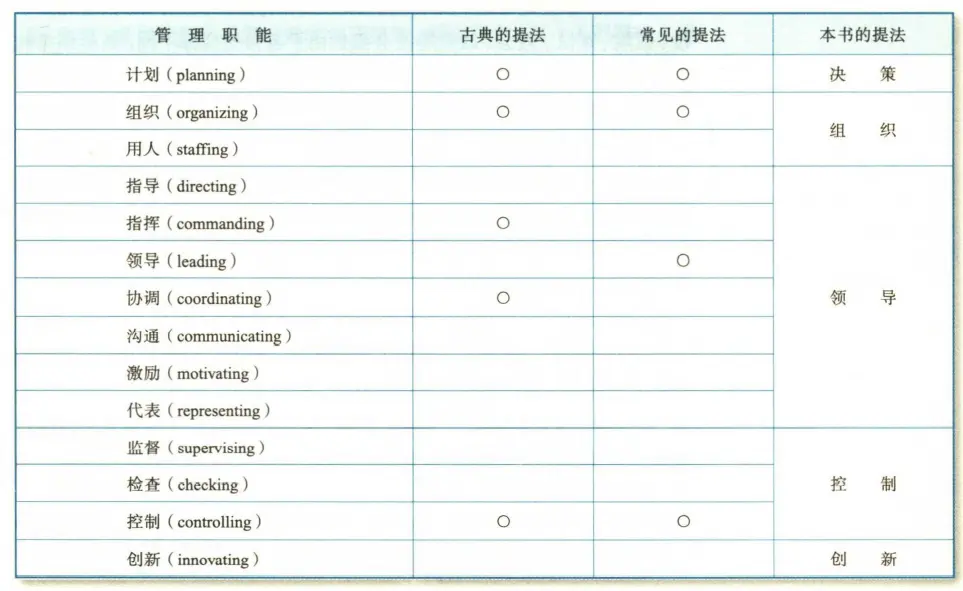 管 理 职 能 古典的提法 常见的提法 本书的提法
计划（planning） ○ ○ 决 策
组织（organizing） ○ ○
组 织
用人（staffing）
指导（directing）
指挥（commanding） ○
领导（leading） ○
协调（coordinating） ○ 领 导
沟通（communicating）
激励（motivating）
代表（representing）
监督（supervising）
检查（checking） 控 制
控制（controlling） ○ ○
创新（innovating） 创 新